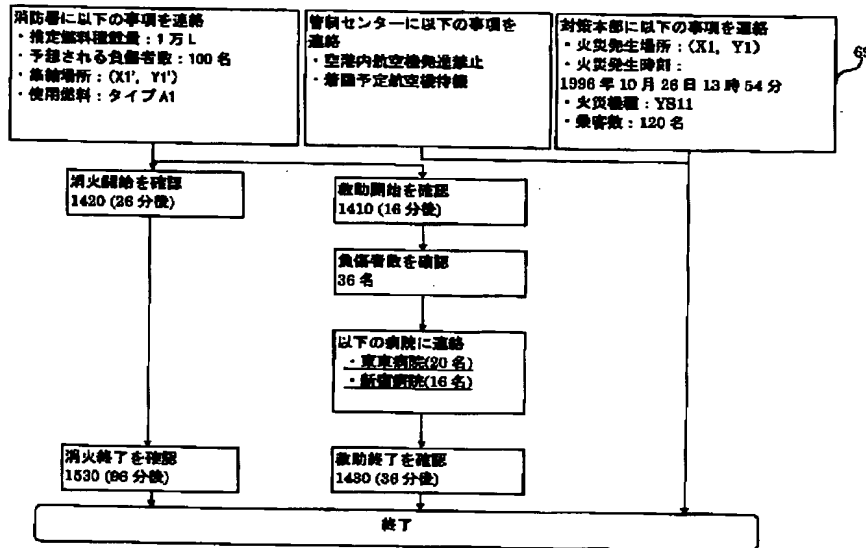 消防署に以下の事項を連絡
・推定燃料積載量：1万L
・予想される負傷者数：100名
・集結場所：(X1', Y1')
・使用燃料：タイプA1
管制センターに以下の事項を
連絡
・空港内航空機発進禁止
・着陸予定航空機待機
対策本部に以下の事項を連絡
・火災発生場所：(X1, Y1)
・火災発生時刻：
1996年10月26日13時54分
・火災機種：YS11
・乗客数：120名
消火開始を確認
1420 (26分後)
救助開始を確認
1410 (16分後)
負傷者数を確認
36名
以下の病院に連絡
・東東病院(20名)
・新宿病院(16名)
消火終了を確認
1530 (96分後)
救助終了を確認
1430 (36分後)
終了